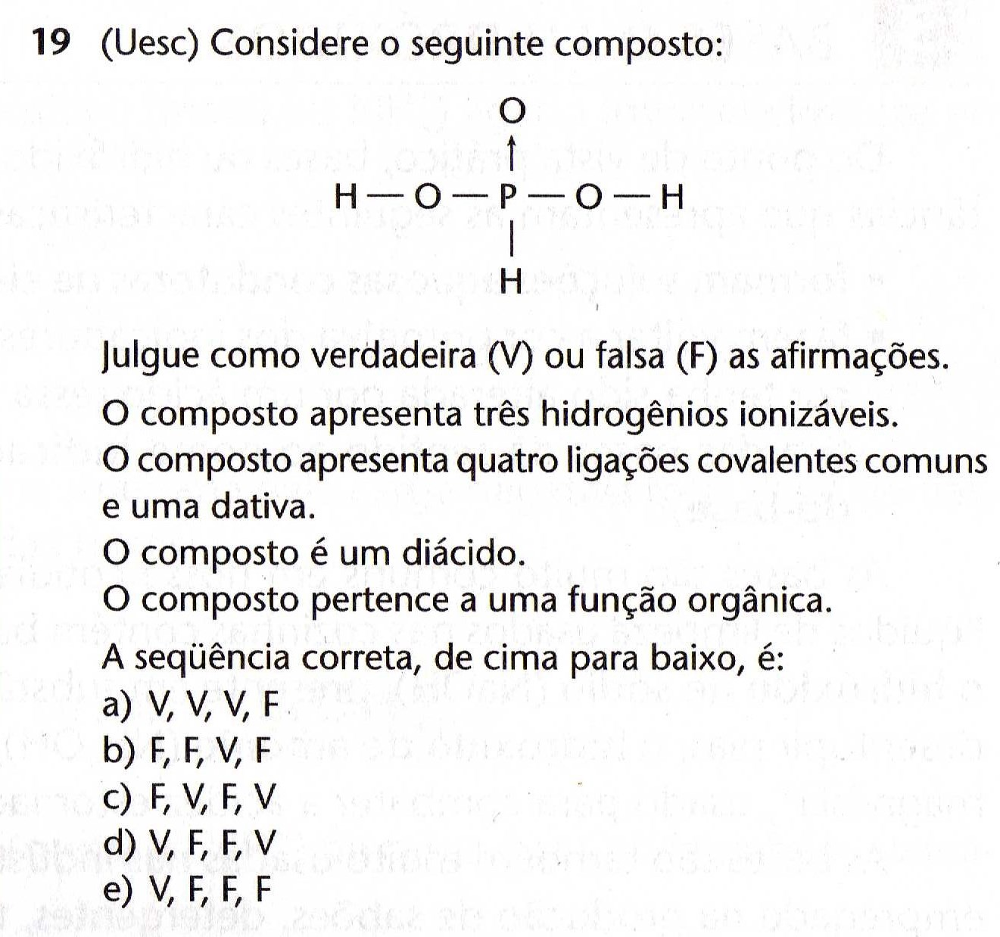 19 (Uesc) Considere o seguinte composto:
O
↑
H — O — P — O — H
|
H
Julgue como verdadeira (V) ou falsa (F) as afirmações.
O composto apresenta três hidrogênios ionizáveis.
O composto apresenta quatro ligações covalentes comuns
e uma dativa.
O composto é um diácido.
O composto pertence a uma função orgânica.
A seqüência correta, de cima para baixo, é:
a) V, V, V, F
b) F, F, V, F
c) F, V, F, V
d) V, F, F, V
e) V, F, F, F